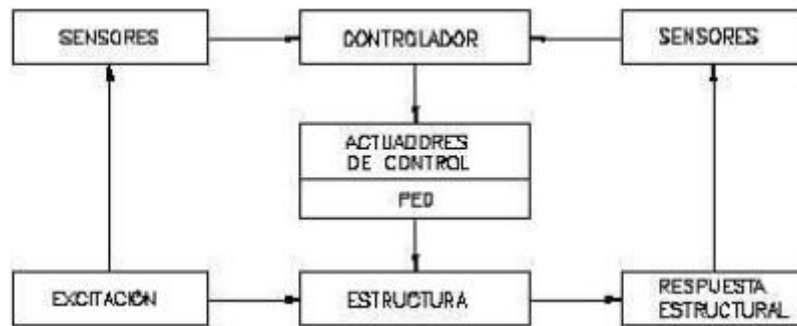 SENSORES
CONTROLADOR
SENSORES
ACTUADORES
DE CONTROL
PED
EXCITACIÓN
ESTRUCTURA
RESPUESTA
ESTRUCTURAL